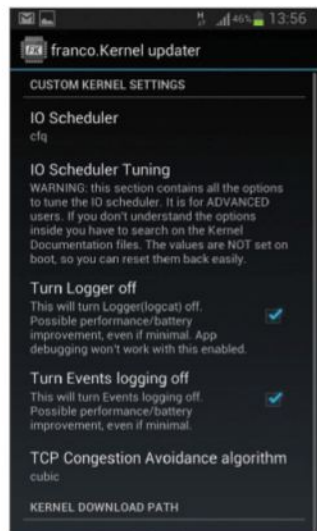 H 46% 13:56
FK franco.Kernel updater
CUSTOM KERNEL SETTINGS
IO Scheduler
cfq
IO Scheduler Tuning
WARNING: this section contains all the options
to tune the IO scheduler. It is for ADVANCED
users. If you don't understand the options
inside you have to search on the Kernel
Documentation files. The values are NOT set on
boot, so you can reset them back easily.
Turn Logger off
This will turn Logger(logcat) off.
Possible performance/battery
improvement, even if minimal. App
debugging won't work with this enabled.
Turn Events logging off
This will turn Events logging off.
Possible performance/battery
improvement, even if minimal.
TCP Congestion Avoidance algorithm
cubic
KERNEL DOWNLOAD PATH